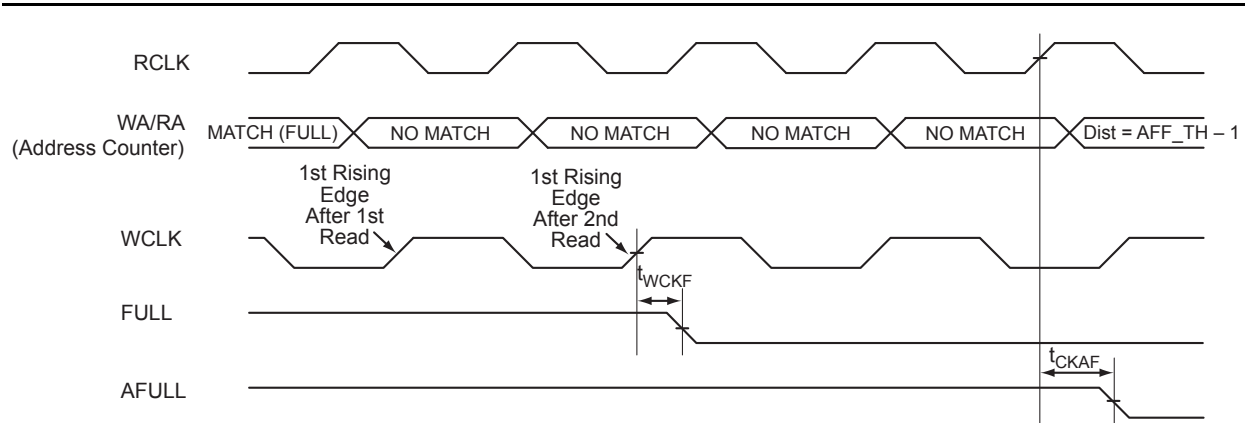 RCLK
WA/RA
(Address Counter)
MATCH (FULL)
NO MATCH
NO MATCH
NO MATCH
NO MATCH
Dist = AFF_TH – 1
1st Rising
Edge
After 1st
Read
1st Rising
Edge
After 2nd
Read
WCLK
tWCKF
FULL
tCKAF
AFULL